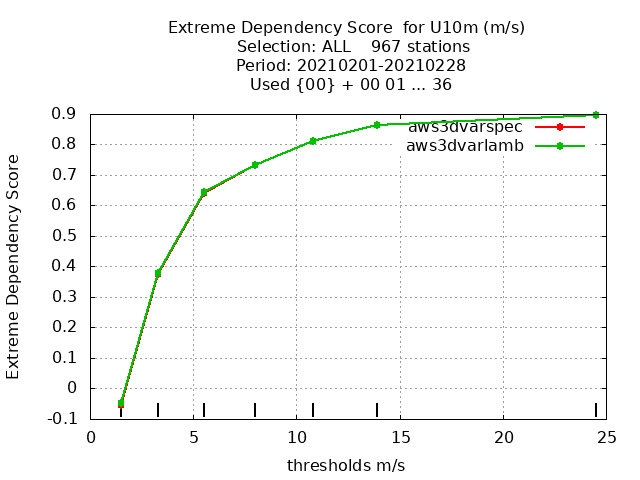 Extreme Dependency Score  for U10m (m/s)
Selection: ALL    967 stations
Period: 20210201-20210228
Used {00} + 00 01 ... 36
Extreme Dependency Score
0.9
0.8
0.7
0.6
0.5
0.4
0.3
0.2
0.1
0
-0.1
aws3dvarspec
aws3dvarlamb
0 5 10 15 20 25
thresholds m/s